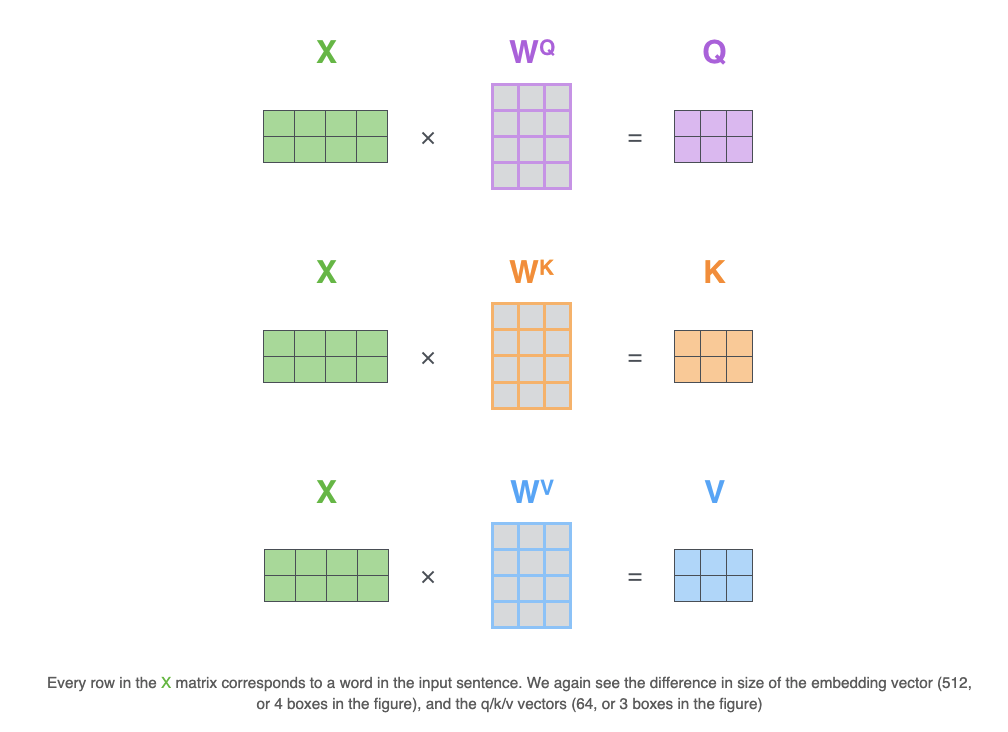 X W^Q Q
× =
X W^K K
× =
X W^V V
× =
Every row in the X matrix corresponds to a word in the input sentence. We again see the difference in size of the embedding vector (512,
or 4 boxes in the figure), and the q/k/v vectors (64, or 3 boxes in the figure)